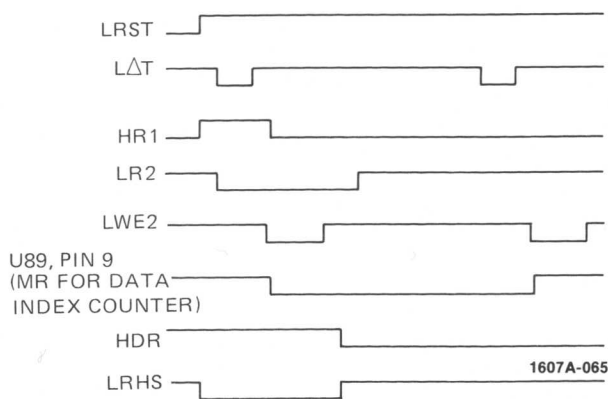 LRST
LΔT
HR1
LR2
LWE2
U89, PIN 9
(MR FOR DATA
INDEX COUNTER)
HDR
1607A-065
LRHS